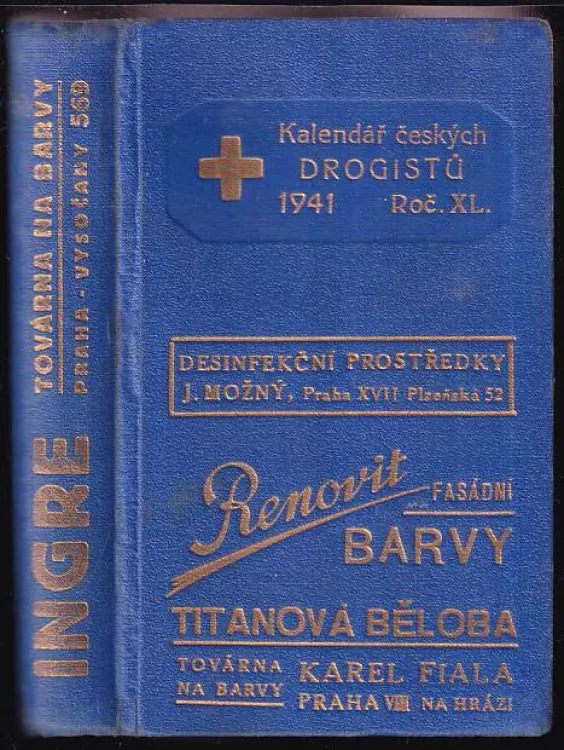 INGRE
TOVÁRNA NA BARVY
PRAHA - VYSOČANY 569
Kalendář českých
DROGISTŮ
1941 Roč. XL.
DESINFEKČNÍ PROSTŘEDKY
J. MOŽNÝ, Praha XVII Plzeňská 52
Renovit FASÁDNÍ
BARVY
TITANOVÁ BĚLOBA
TOVÁRNA NA BARVY
KAREL FIALA
PRAHA VIII NA HRÁZI